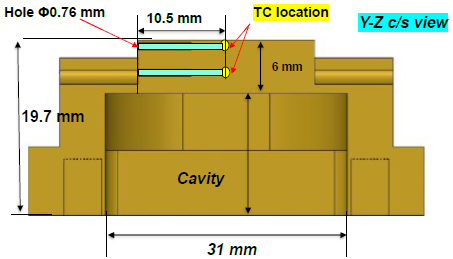 Hole Φ0.76 mm
10.5 mm
TC location
Y-Z c/s view
6 mm
19.7 mm
Cavity
31 mm